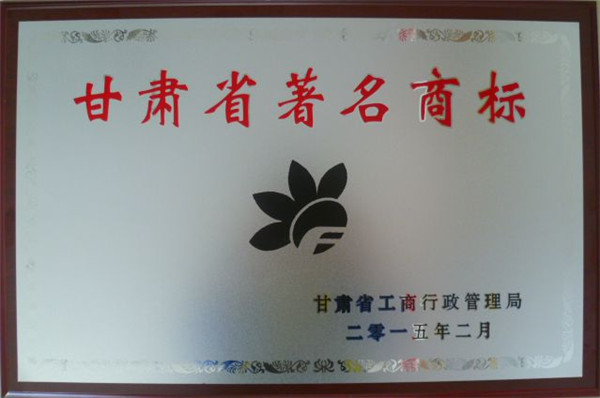 甘肃省著名商标
甘肃省工商行政管理局
二零一五年二月